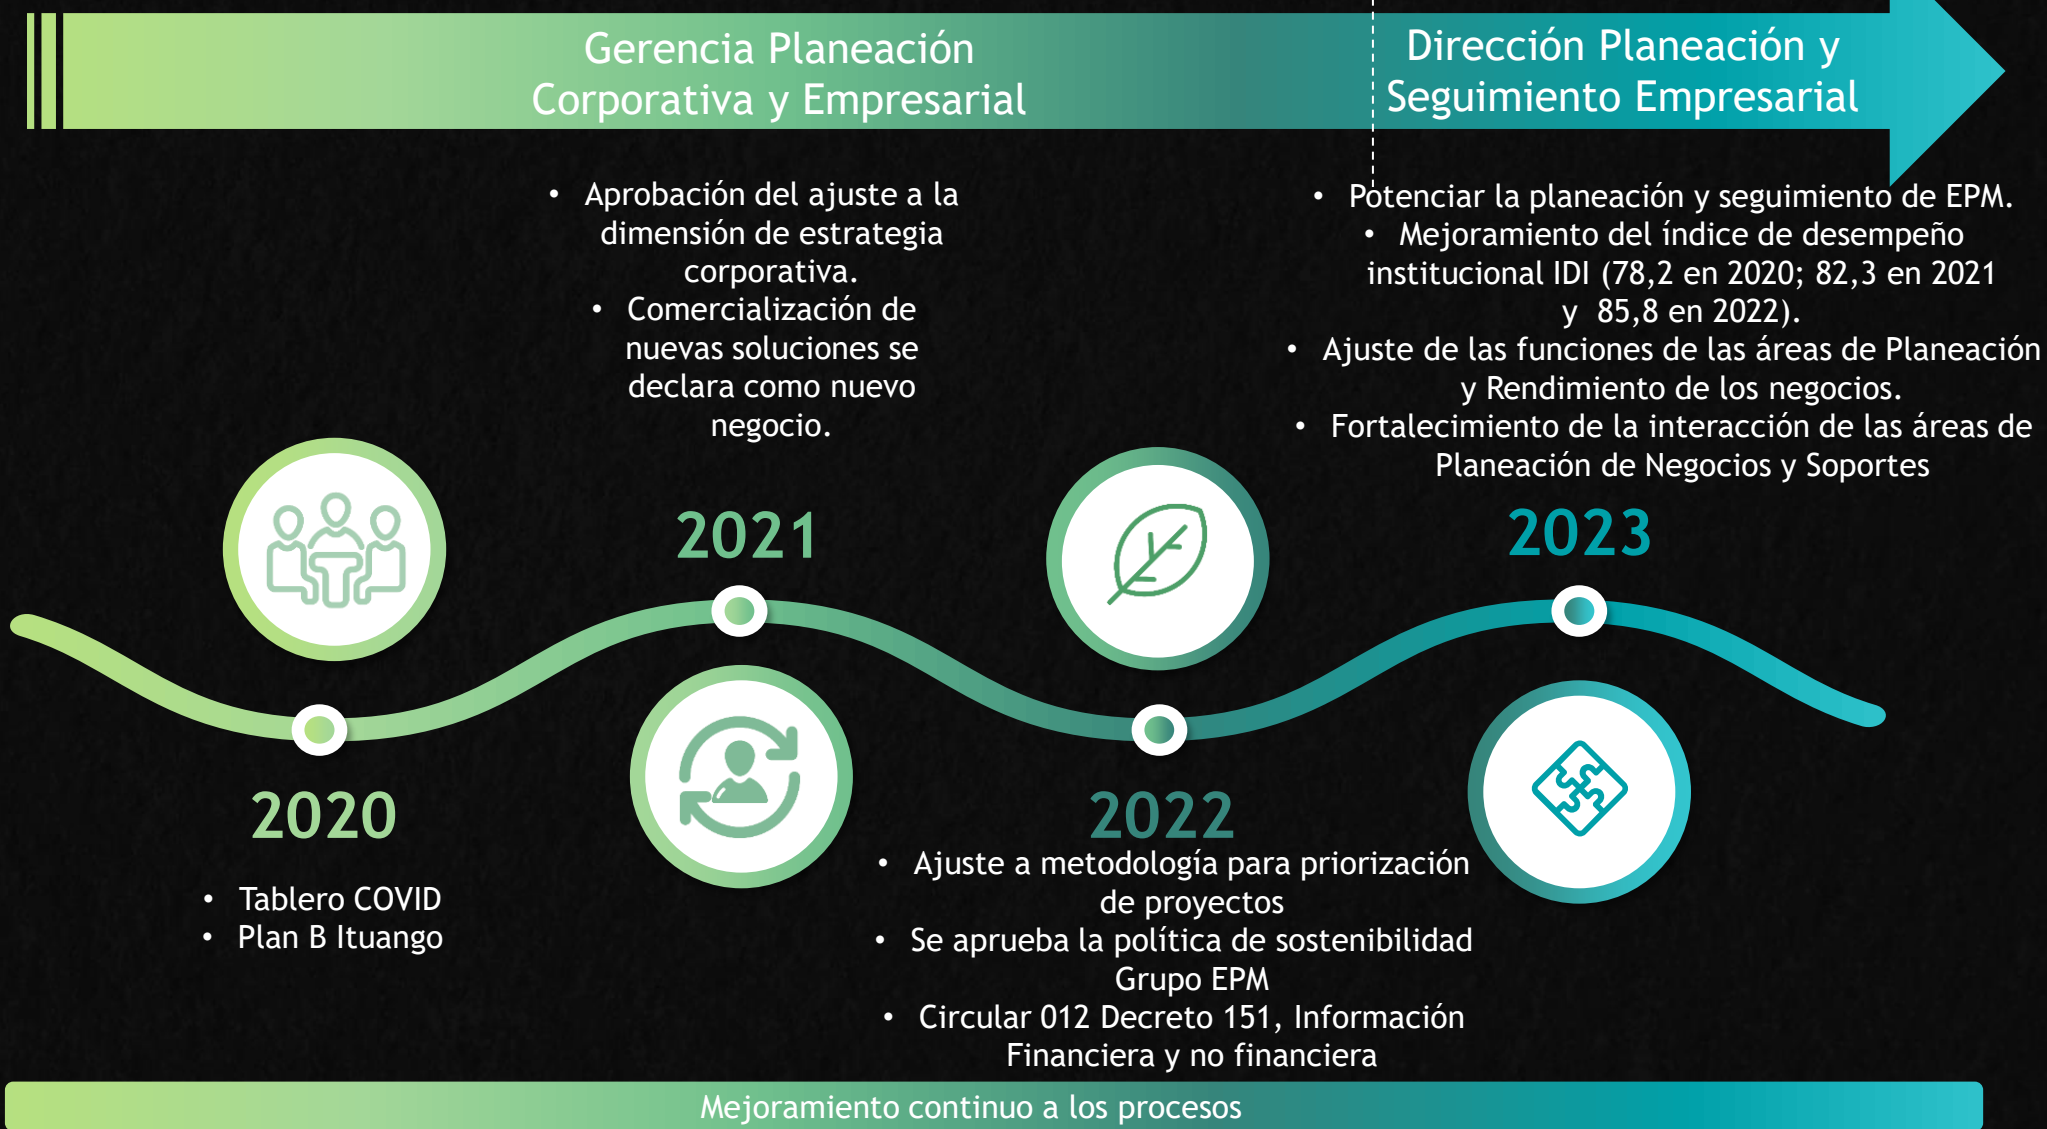 Gerencia Planeación
Corporativa y Empresarial
Dirección Planeación y
Seguimiento Empresarial
• Aprobación del ajuste a la
dimensión de estrategia
corporativa.
• Comercialización de
nuevas soluciones se
declara como nuevo
negocio.
• Potenciar la planeación y seguimiento de EPM.
• Mejoramiento del índice de desempeño
institucional IDI (78,2 en 2020; 82,3 en 2021
y 85,8 en 2022).
• Ajuste de las funciones de las áreas de Planeación
y Rendimiento de los negocios.
• Fortalecimiento de la interacción de las áreas de
Planeación de Negocios y Soportes
2021
2023
2020
• Tablero COVID
• Plan B Ituango
2022
• Ajuste a metodología para priorización
de proyectos
• Se aprueba la política de sostenibilidad
Grupo EPM
• Circular 012 Decreto 151, Información
Financiera y no financiera
Mejoramiento continuo a los procesos